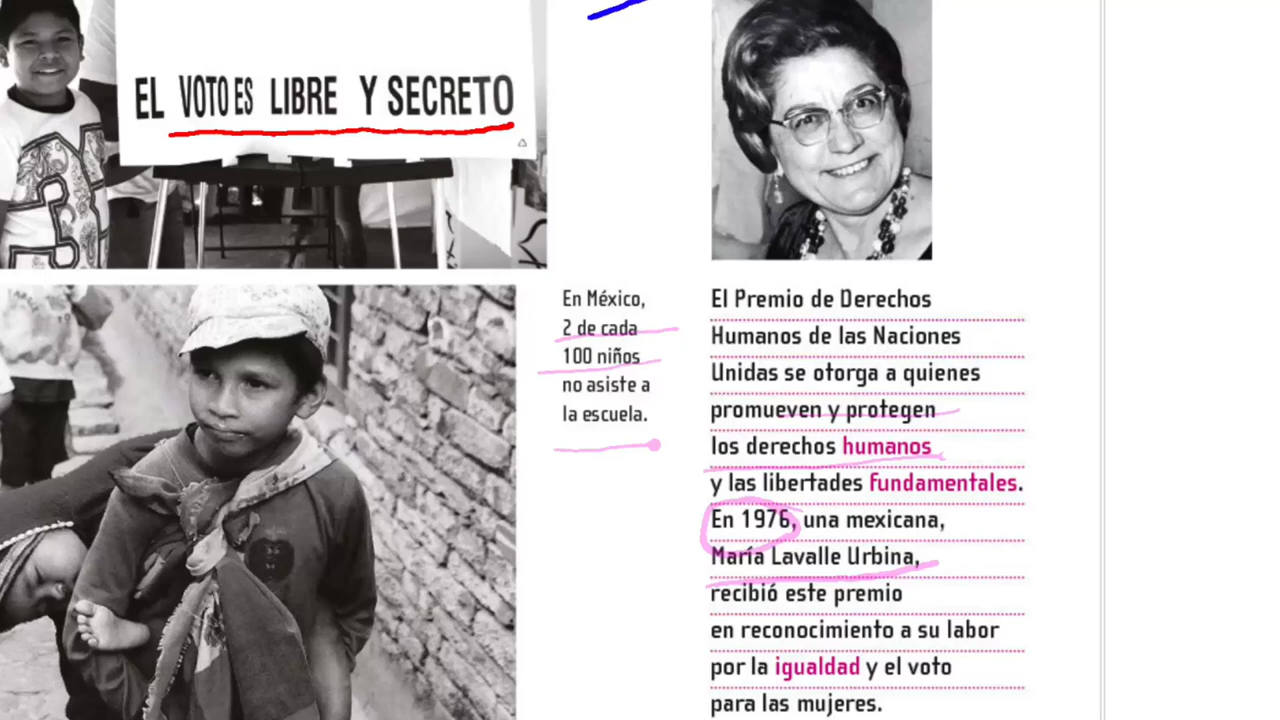 EL VOTO ES LIBRE Y SECRETO
En México,
2 de cada
100 niños
no asiste a
la escuela.
El Premio de Derechos
Humanos de las Naciones
Unidas se otorga a quienes
promueven y protegen
los derechos humanos
y las libertades fundamentales.
En 1976, una mexicana,
María Lavalle Urbina,
recibió este premio
en reconocimiento a su labor
por la igualdad y el voto
para las mujeres.